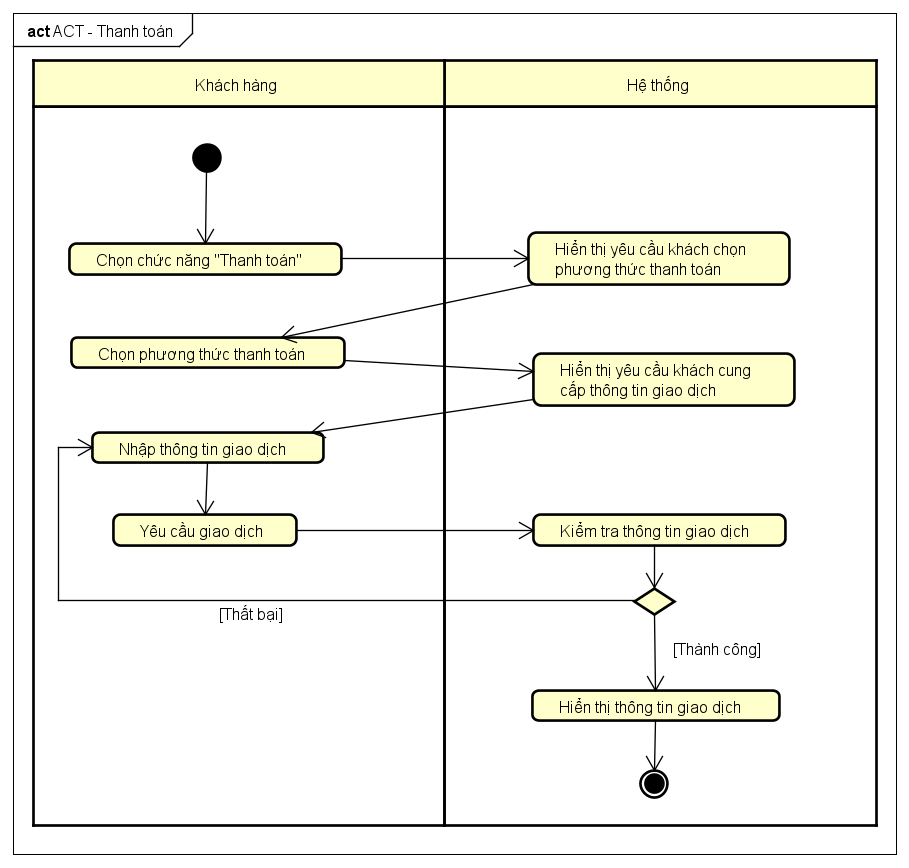 act ACT - Thanh toán
Khách hàng
Hệ thống
Chọn chức năng "Thanh toán"
Hiển thị yêu cầu khách chọn
phương thức thanh toán
Chọn phương thức thanh toán
Hiển thị yêu cầu khách cung
cấp thông tin giao dịch
Nhập thông tin giao dịch
Yêu cầu giao dịch
Kiểm tra thông tin giao dịch
[Thất bại]
[Thành công]
Hiển thị thông tin giao dịch